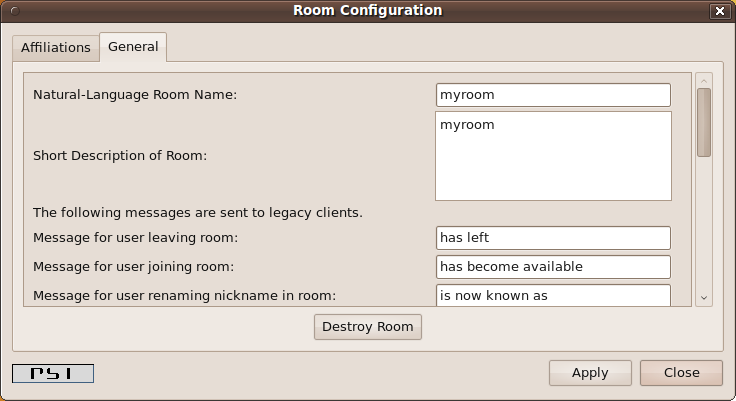 Room Configuration
Affiliations
General
Natural-Language Room Name:
myroom
myroom
Short Description of Room:
The following messages are sent to legacy clients.
Message for user leaving room:
has left
Message for user joining room:
has become available
Message for user renaming nickname in room:
is now known as
Destroy Room
PSI
Apply
Close